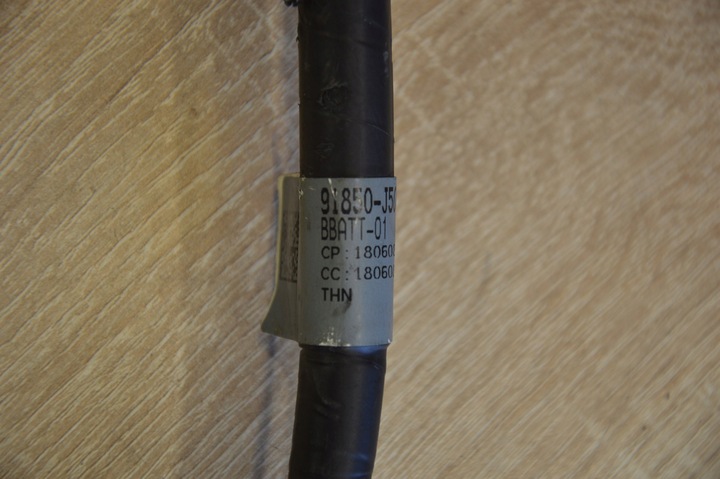 91850-J5
BBATT-01
CP : 18060
CC : 18060
THN